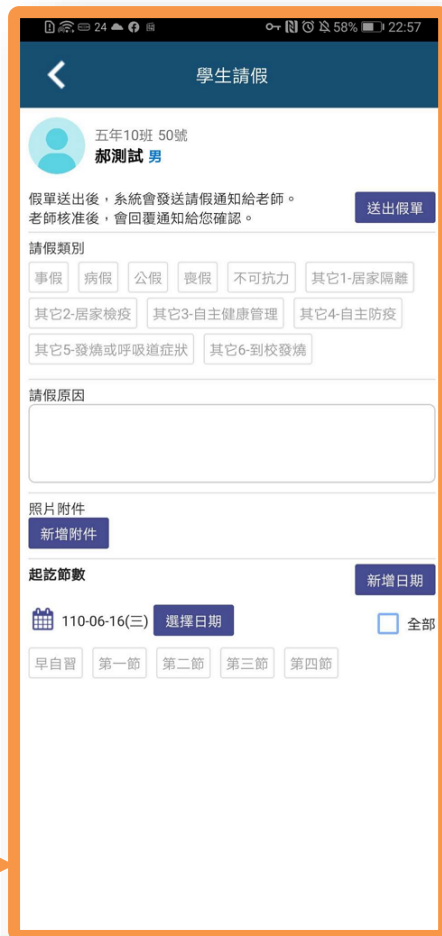 24 58% 22:57
學生請假
五年10班 50號
郝測試 男
假單送出後，系統會發送請假通知給老師。
老師核准後，會回覆通知給您確認。
送出假單
請假類別
事假 病假 公假 喪假 不可抗力 其它1-居家隔離
其它2-居家檢疫 其它3-自主健康管理 其它4-自主防疫
其它5-發燒或呼吸道症狀 其它6-到校發燒
請假原因
照片附件
新增附件
起訖節數 新增日期
110-06-16(三) 選擇日期 全部
早自習 第一節 第二節 第三節 第四節